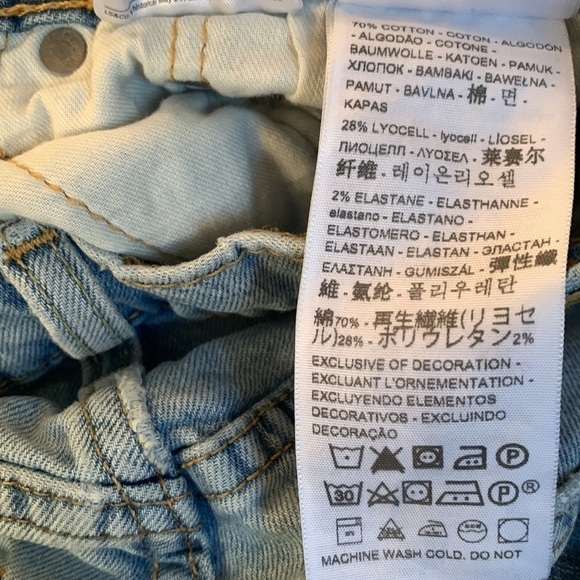 70% COTTON - COTON - ALGODÓN
- ALGODÃO - COTONE -
BAUMWOLLE - KATOEN - PAMUK -
ХЛОПОК - BAMBAKI - BAWEŁNA -
PAMUT - BAVLNA - 棉 - 면 -
KAPAS
28% LYOCELL - lyocell - LİOSEL -
ЛИОЦЕЛЛ - ΛΥΟΣΕΛ - 莱赛尔
纤维 - 레이온리오셀
2% ELASTANE - ELASTHANNE -
elastano - ELASTANO -
ELASTOMERO - ELASTHAN -
ELASTAAN - ELASTAN - ЭЛАСТАН -
ΕΛΑΣΤΑΝΗ - GUMISZÁL - 彈性纖
維 - 氨纶 - 폴리우레탄
綿70% - 再生繊維(リヨセ
ル)28% - ポリウレタン2%
EXCLUSIVE OF DECORATION -
EXCLUANT L'ORNEMENTATION -
EXCLUYENDO ELEMENTOS
DECORATIVOS - EXCLUINDO
DECORAÇÃO
P
30 P®
MACHINE WASH COLD. DO NOT